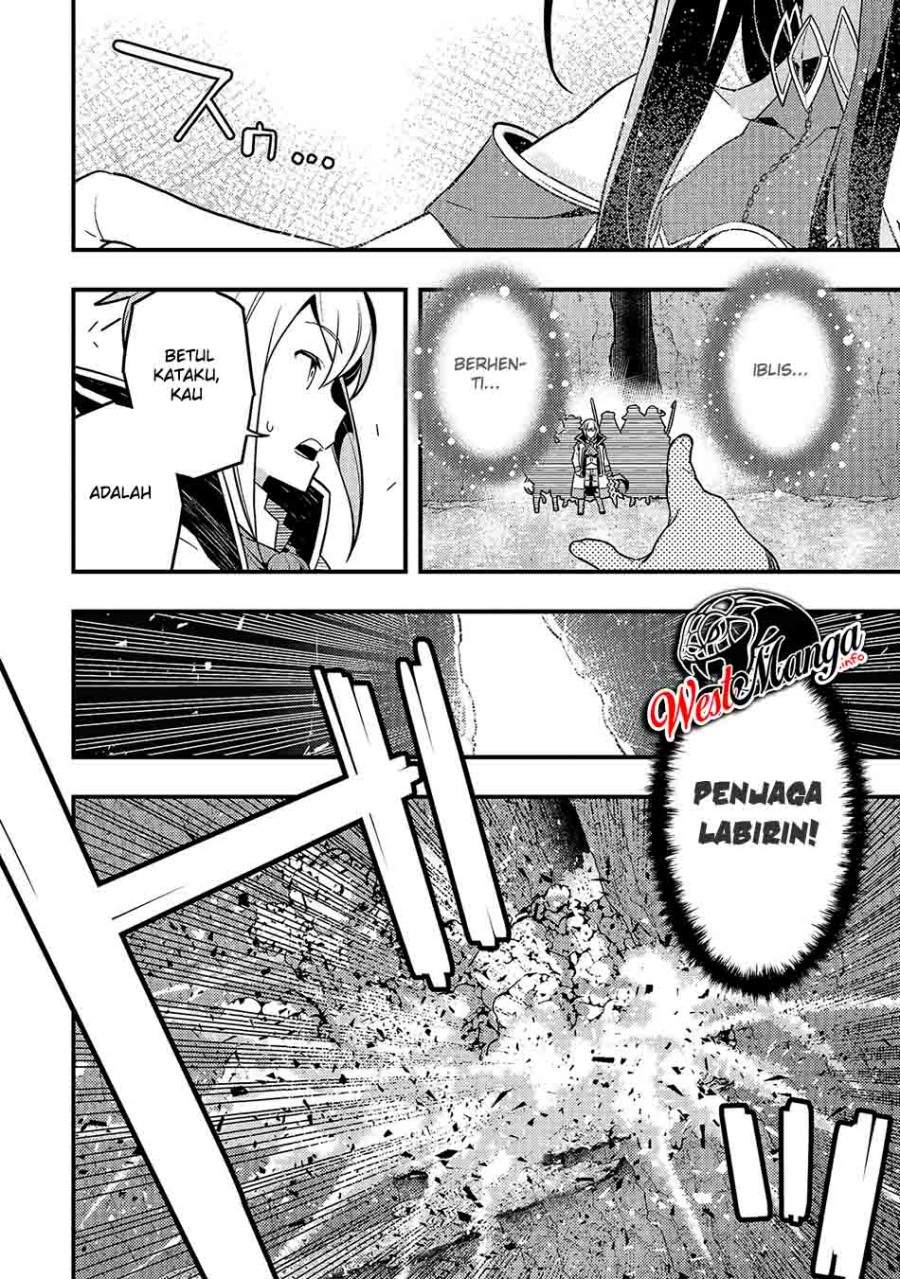 スゥ...
IBLIS...
BERHEN-
TI...
BETUL
KATAKU,
KAU
ADALAH
WestManga
.info
PENJAGA
LABIRIN!